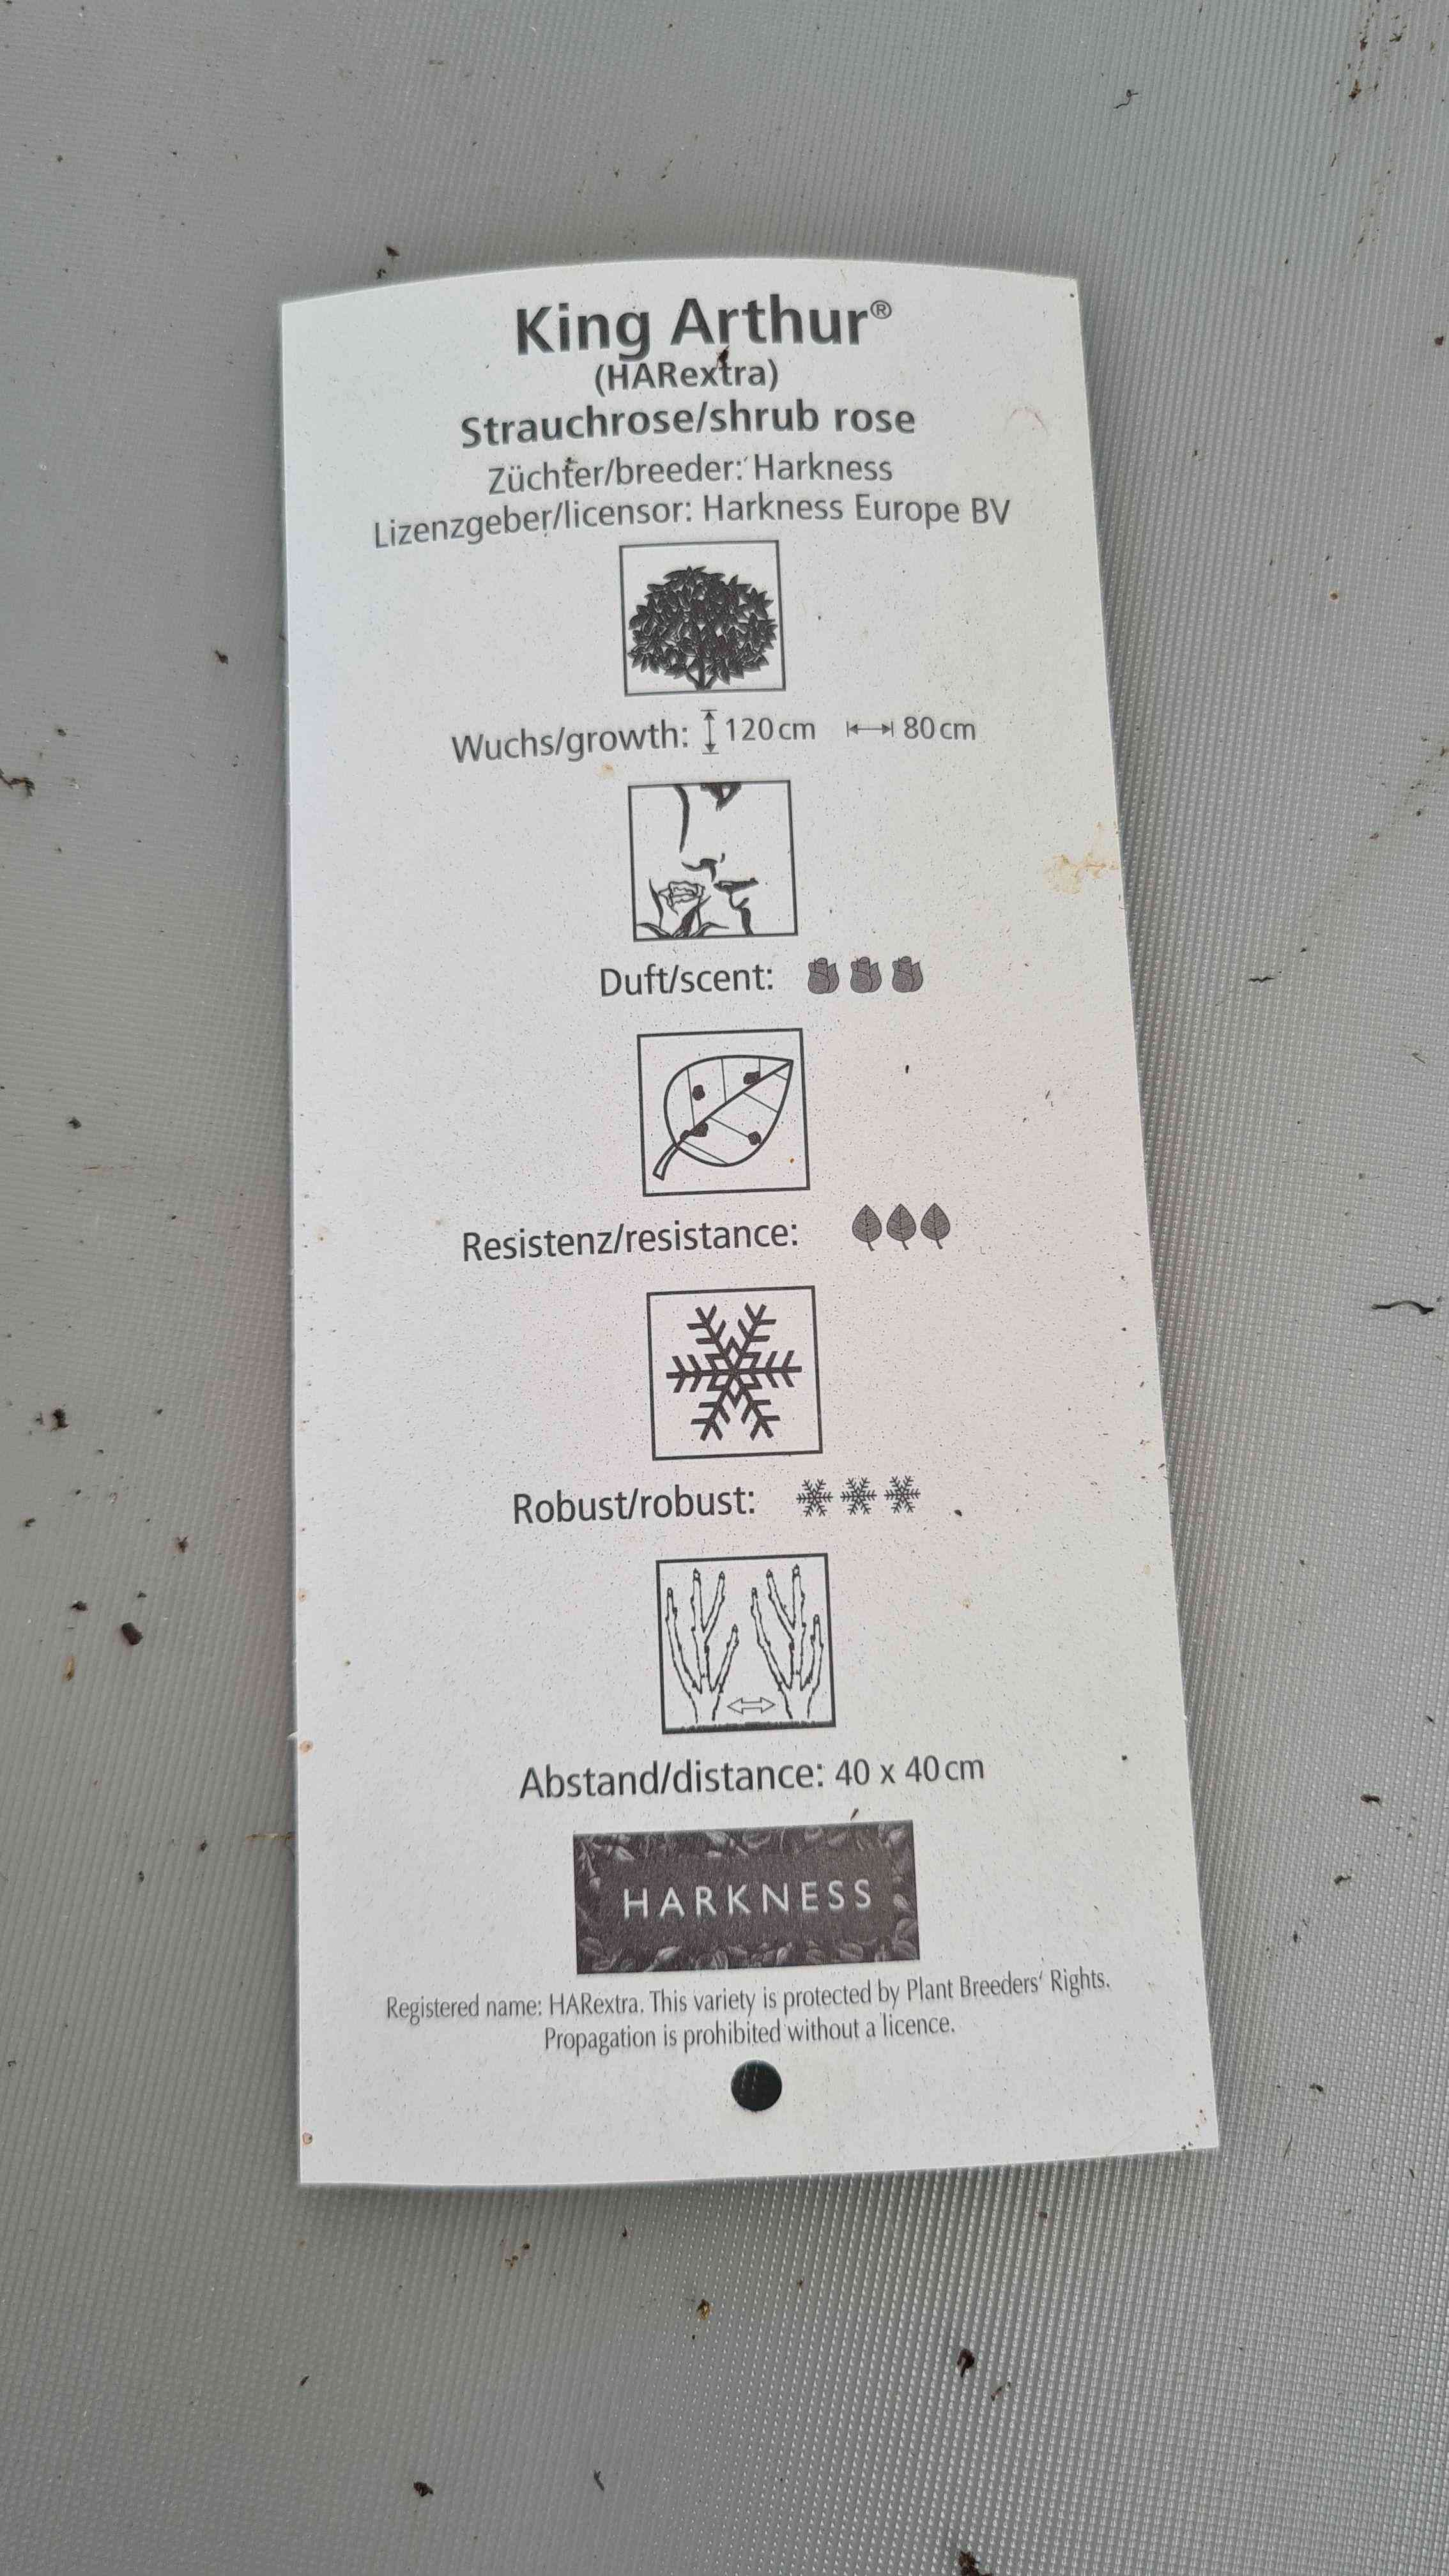 King Arthur®
(HARextra)
Strauchrose/shrub rose
Züchter/breeder: Harkness
Lizenzgeber/licensor: Harkness Europe BV
Wuchs/growth: 120 cm 80 cm
Duft/scent:
Resistenz/resistance:
Robust/robust:
Abstand/distance: 40 x 40 cm
HARKNESS
Registered name: HARextra. This variety is protected by Plant Breeders' Rights.
Propagation is prohibited without a licence.